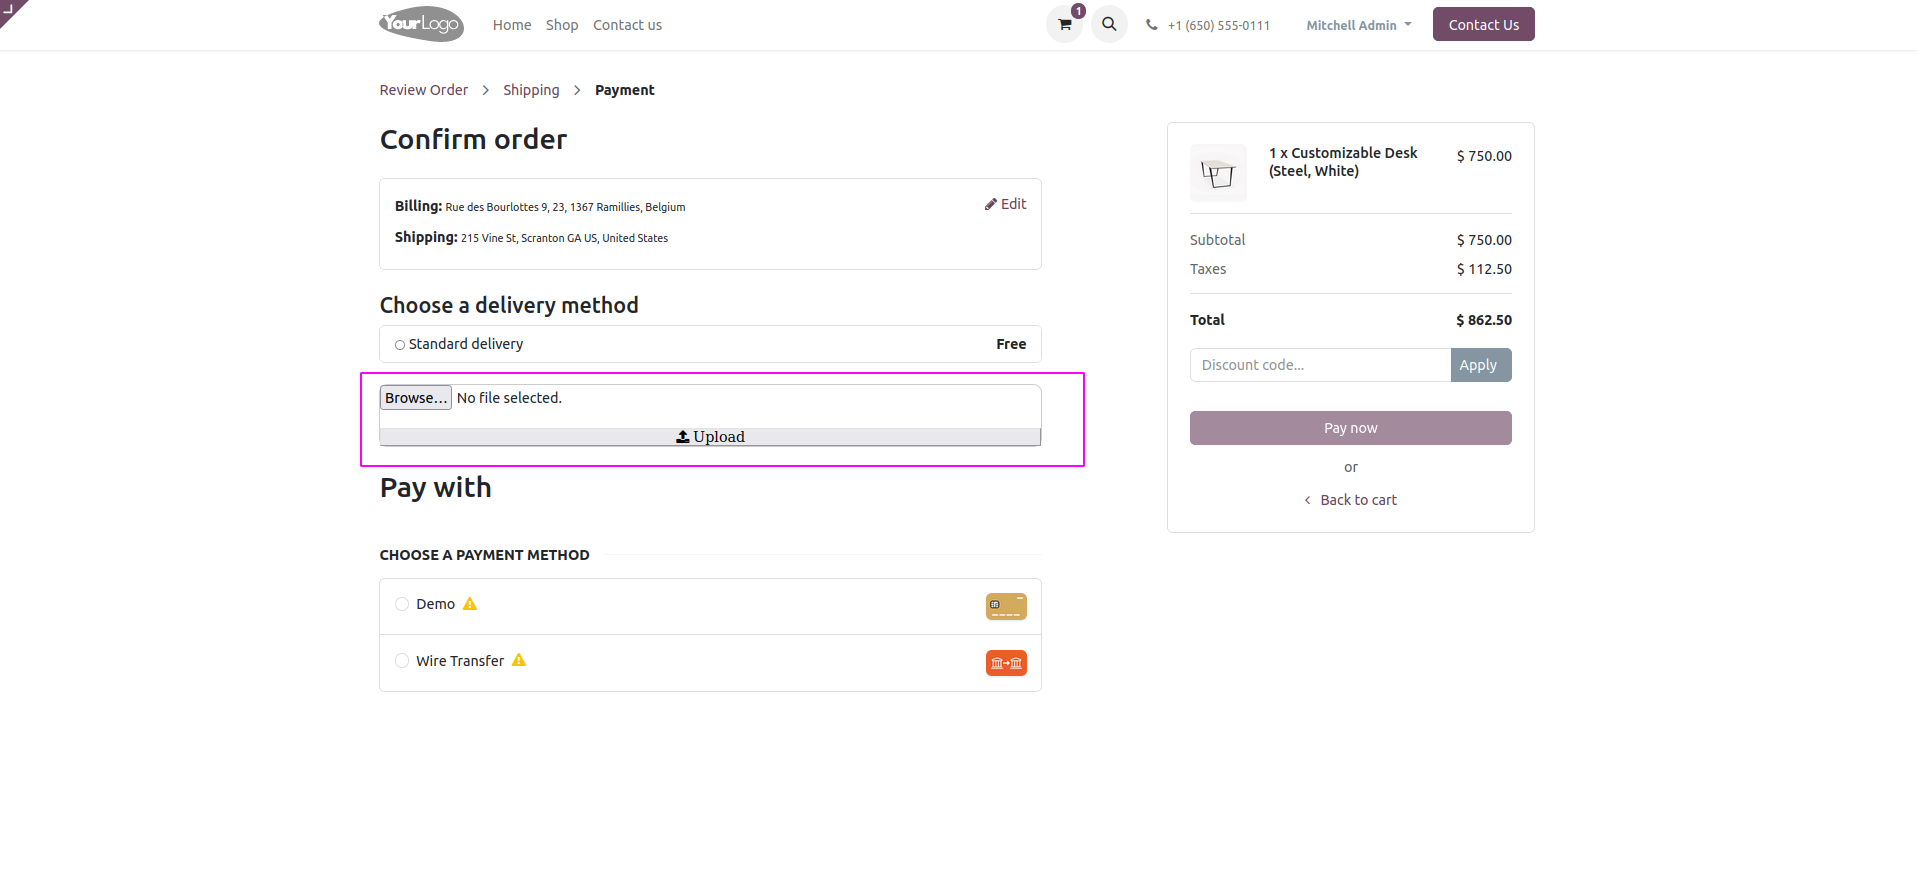 YourLogo Home Shop Contact us 1 +1 (650) 555-0111 Mitchell Admin Contact Us
Review Order Shipping Payment
Confirm order
Billing: Rue des Bourlottes 9, 23, 1367 Ramillies, Belgium
Edit
Shipping: 215 Vine St, Scranton GA US, United States
Choose a delivery method
Standard delivery Free
Browse... No file selected.
Upload
Pay with
CHOOSE A PAYMENT METHOD
Demo
Wire Transfer
1 x Customizable Desk
(Steel, White)
$ 750.00
Subtotal $ 750.00
Taxes $ 112.50
Total $ 862.50
Discount code... Apply
Pay now
or
Back to cart